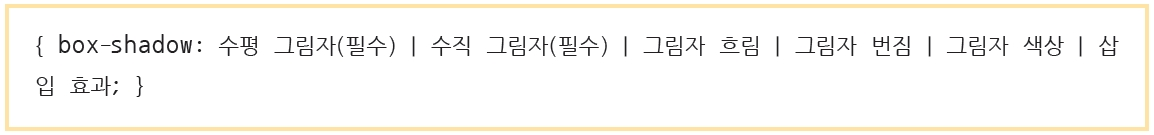 { box-shadow: 수평 그림자(필수) | 수직 그림자(필수) | 그림자 흐림 | 그림자 번짐 | 그림자 색상 | 삽
입 효과; }